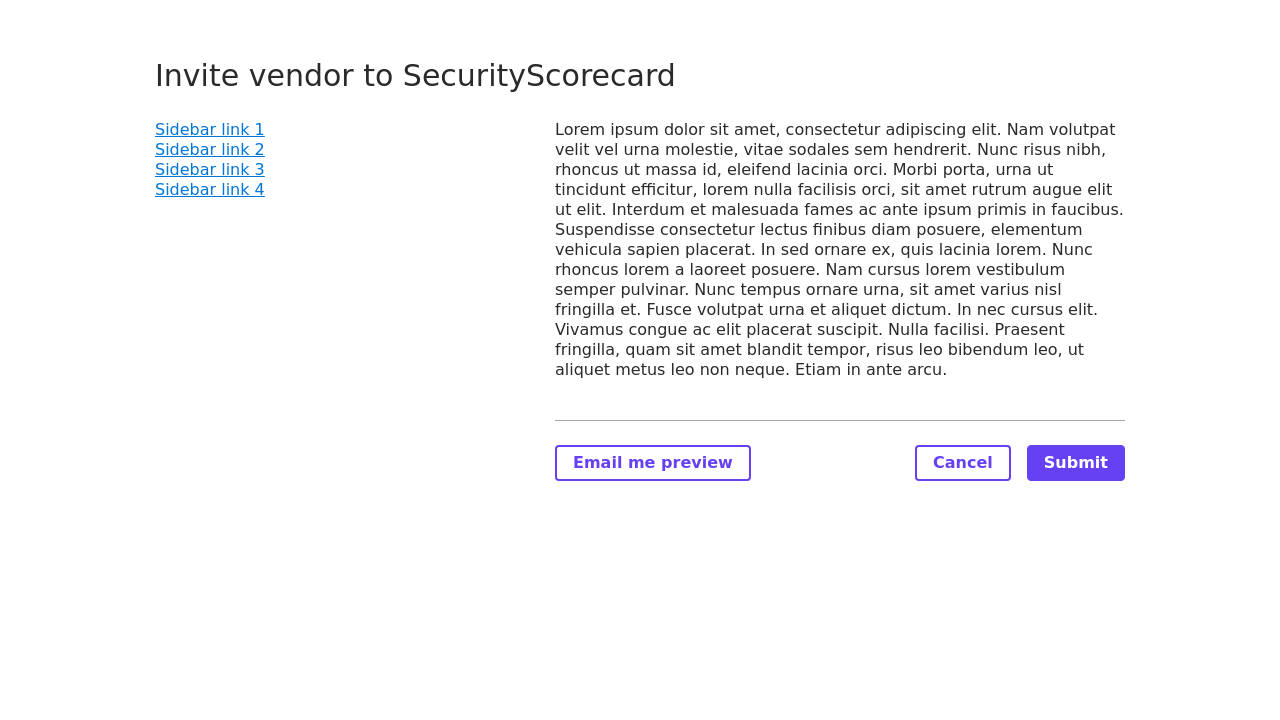 Invite vendor to SecurityScorecard
Sidebar link 1
Sidebar link 2
Sidebar link 3
Sidebar link 4
Lorem ipsum dolor sit amet, consectetur adipiscing elit. Nam volutpat
velit vel urna molestie, vitae sodales sem hendrerit. Nunc risus nibh,
rhoncus ut massa id, eleifend lacinia orci. Morbi porta, urna ut
tincidunt efficitur, lorem nulla facilisis orci, sit amet rutrum augue elit
ut elit. Interdum et malesuada fames ac ante ipsum primis in faucibus.
Suspendisse consectetur lectus finibus diam posuere, elementum
vehicula sapien placerat. In sed ornare ex, quis lacinia lorem. Nunc
rhoncus lorem a laoreet posuere. Nam cursus lorem vestibulum
semper pulvinar. Nunc tempus ornare urna, sit amet varius nisl
fringilla et. Fusce volutpat urna et aliquet dictum. In nec cursus elit.
Vivamus congue ac elit placerat suscipit. Nulla facilisi. Praesent
fringilla, quam sit amet blandit tempor, risus leo bibendum leo, ut
aliquet metus leo non neque. Etiam in ante arcu.
Email me preview
Cancel
Submit